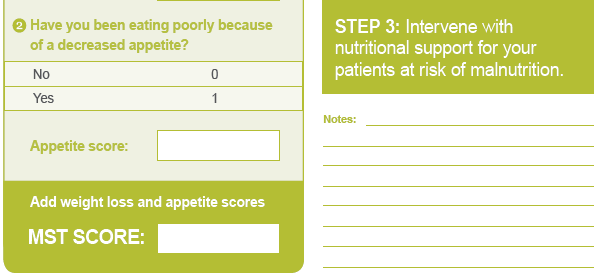 2 Have you been eating poorly because
of a decreased appetite?
No 0
Yes 1
Appetite score:
Add weight loss and appetite scores
MST SCORE:
STEP 3: Intervene with
nutritional support for your
patients at risk of malnutrition.
Notes: